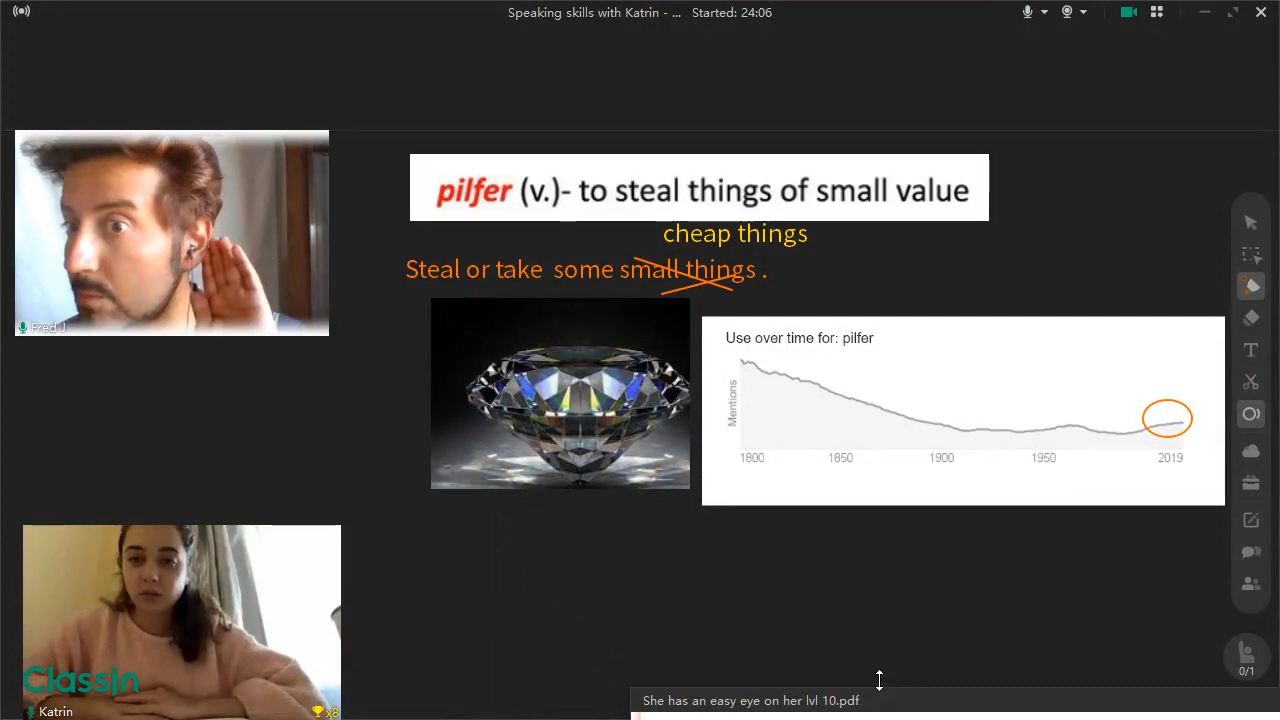 Speaking skills with Katrin - ... Started: 24:06
pilfer (v.)- to steal things of small value
cheap things
Steal or take some small things .
Fred J
Use over time for: pilfer
Mentions
1800 1850 1900 1950 2019
ClassIn
Katrin
x8
0/1
She has an easy eye on her lvl 10.pdf